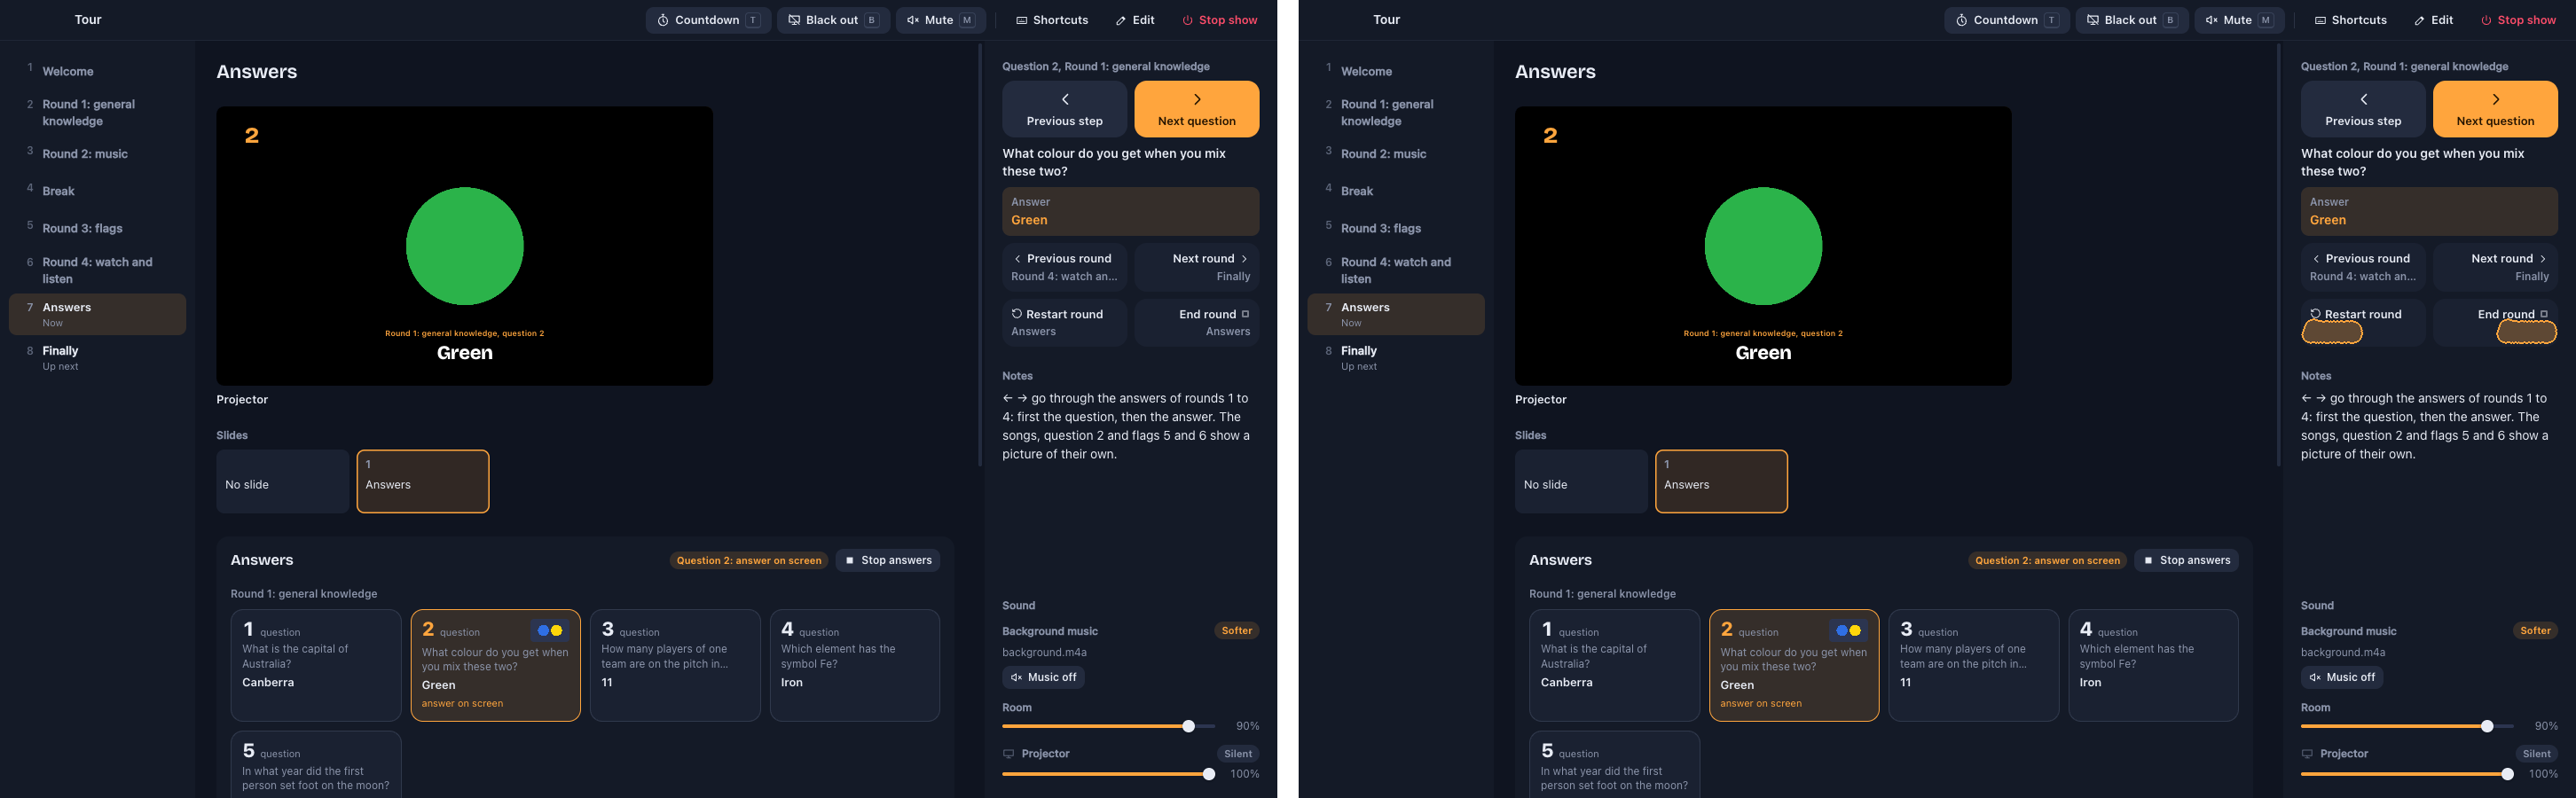 Tour
Countdown T
Black out B
Mute M
Shortcuts
Edit
Stop show
1 Welcome
2 Round 1: general
knowledge
3 Round 2: music
4 Break
5 Round 3: flags
6 Round 4: watch and
listen
7 Answers
Now
8 Finally
Up next
Answers
2
Round 1: general knowledge, question 2
Green
Projector
Slides
No slide
1
Answers
Answers
Question 2: answer on screen
Stop answers
Round 1: general knowledge
1 question
What is the capital of
Australia?
Canberra
2 question
What colour do you get when
you mix these two?
Green
answer on screen
3 question
How many players of one
team are on the pitch in...
11
4 question
Which element has the
symbol Fe?
Iron
5 question
In what year did the first
person set foot on the moon?
Question 2, Round 1: general knowledge
Previous step
Next question
What colour do you get when you mix
these two?
Answer
Green
Previous round
Round 4: watch an...
Next round
Finally
Restart round
Answers
End round
Answers
Notes
← → go through the answers of rounds 1 to
4: first the question, then the answer. The
songs, question 2 and flags 5 and 6 show a
picture of their own.
Sound
Background music Softer
background.m4a
Music off
Room
90%
Projector Silent
100%
Tour
Countdown T
Black out B
Mute M
Shortcuts
Edit
Stop show
1 Welcome
2 Round 1: general
knowledge
3 Round 2: music
4 Break
5 Round 3: flags
6 Round 4: watch and
listen
7 Answers
Now
8 Finally
Up next
Answers
2
Round 1: general knowledge, question 2
Green
Projector
Slides
No slide
1
Answers
Answers
Question 2: answer on screen
Stop answers
Round 1: general knowledge
1 question
What is the capital of
Australia?
Canberra
2 question
What colour do you get when
you mix these two?
Green
answer on screen
3 question
How many players of one
team are on the pitch in...
11
4 question
Which element has the
symbol Fe?
Iron
5 question
In what year did the first
person set foot on the moon?
Question 2, Round 1: general knowledge
Previous step
Next question
What colour do you get when you mix
these two?
Answer
Green
Previous round
Round 4: watch an...
Next round
Finally
Restart round
End round
Notes
← → go through the answers of rounds 1 to
4: first the question, then the answer. The
songs, question 2 and flags 5 and 6 show a
picture of their own.
Sound
Background music Softer
background.m4a
Music off
Room
90%
Projector Silent
100%